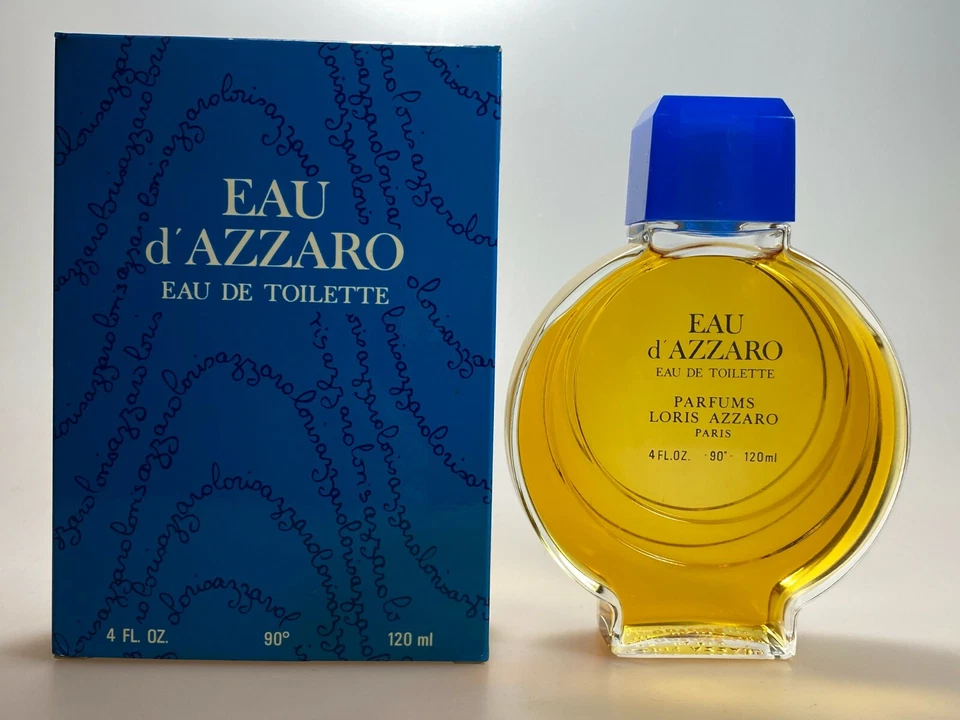 EAU
d'AZZARO
EAU DE TOILETTE
4 FL. OZ. 90° 120 ml
EAU
d'AZZARO
EAU DE TOILETTE
PARFUMS
LORIS AZZARO
PARIS
4 FL.OZ. ·90°· 120ml